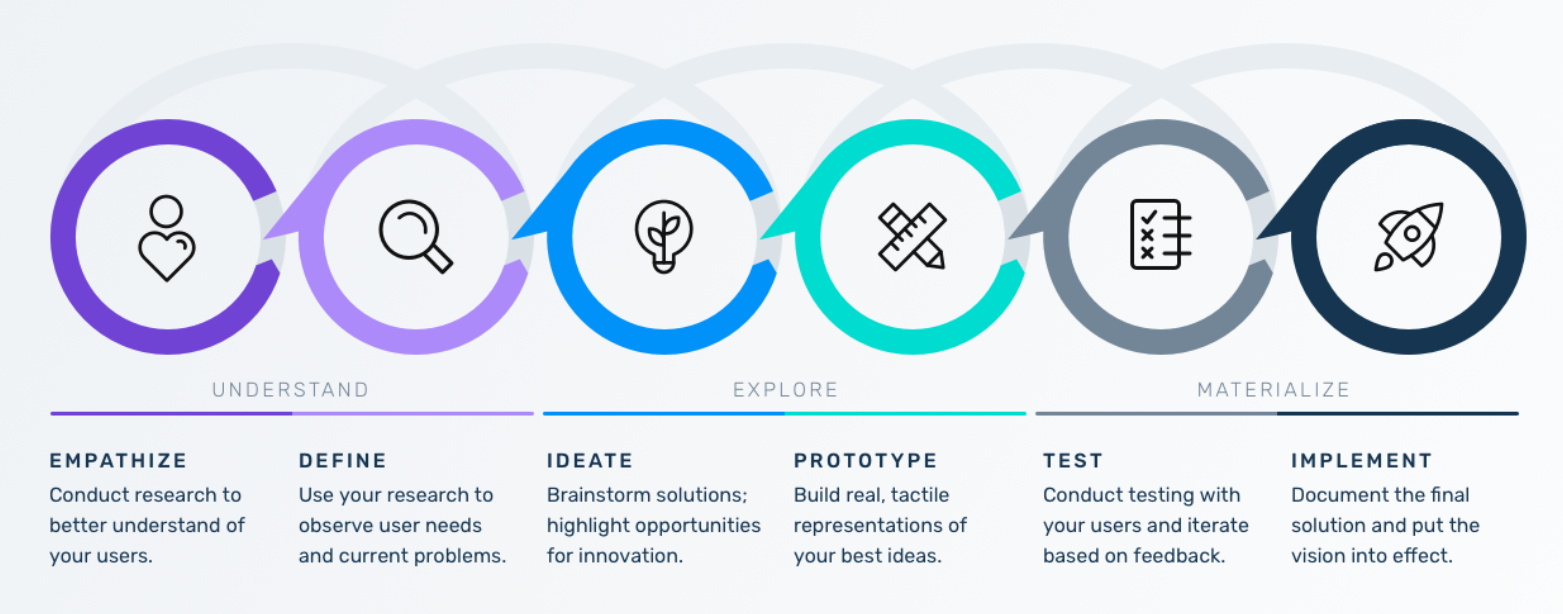 UNDERSTAND
EXPLORE
MATERIALIZE
EMPATHIZE
Conduct research to
better understand of
your users.
DEFINE
Use your research to
observe user needs
and current problems.
IDEATE
Brainstorm solutions;
highlight opportunities
for innovation.
PROTOTYPE
Build real, tactile
representations of
your best ideas.
TEST
Conduct testing with
your users and iterate
based on feedback.
IMPLEMENT
Document the final
solution and put the
vision into effect.